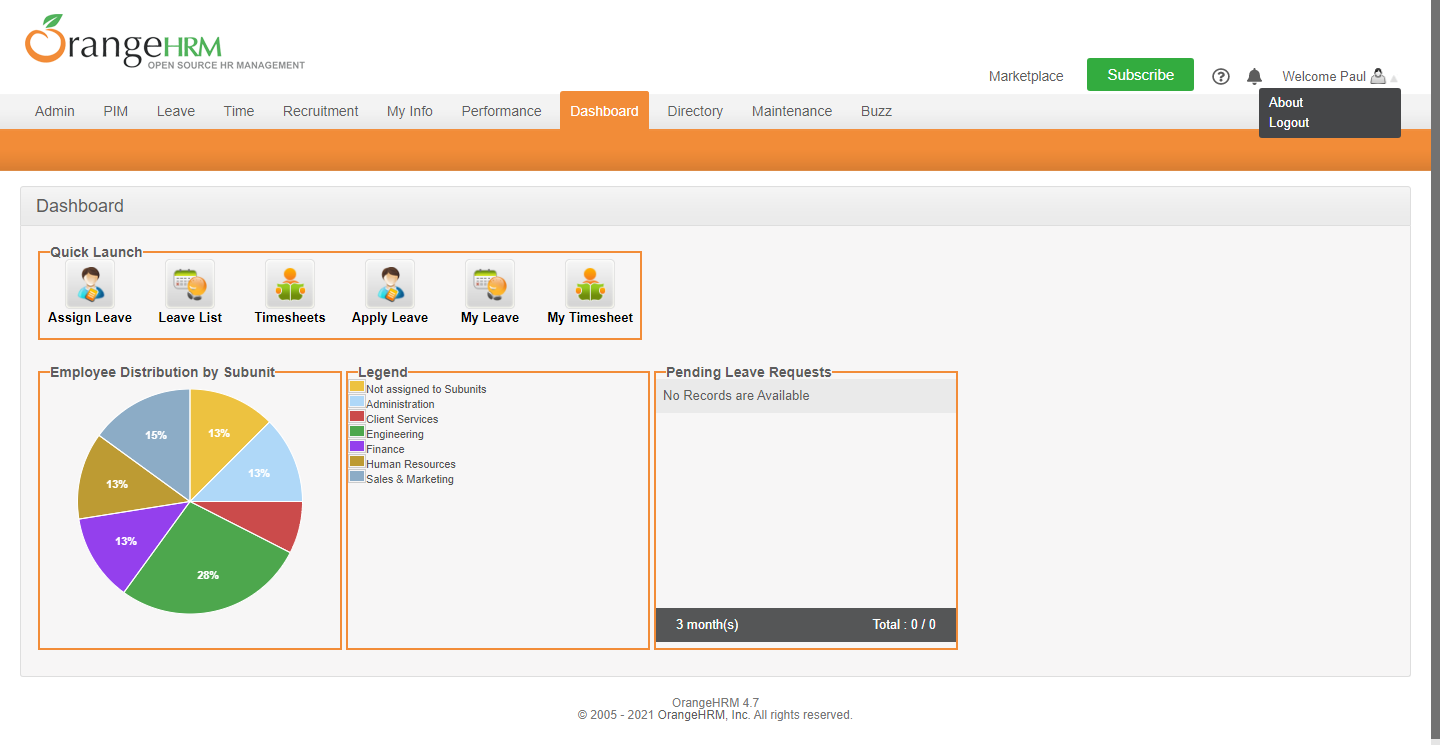 OrangeHRM
OPEN SOURCE HR MANAGEMENT
Marketplace Subscribe ? Welcome Paul
About
Logout
Admin PIM Leave Time Recruitment My Info Performance Dashboard Directory Maintenance Buzz
Dashboard
Quick Launch
Assign Leave Leave List Timesheets Apply Leave My Leave My Timesheet
Employee Distribution by Subunit
13%
13%
28%
13%
13%
15%
Legend
Not assigned to Subunits
Administration
Client Services
Engineering
Finance
Human Resources
Sales & Marketing
Pending Leave Requests
No Records are Available
3 month(s) Total : 0 / 0
OrangeHRM 4.7
© 2005 - 2021 OrangeHRM, Inc. All rights reserved.